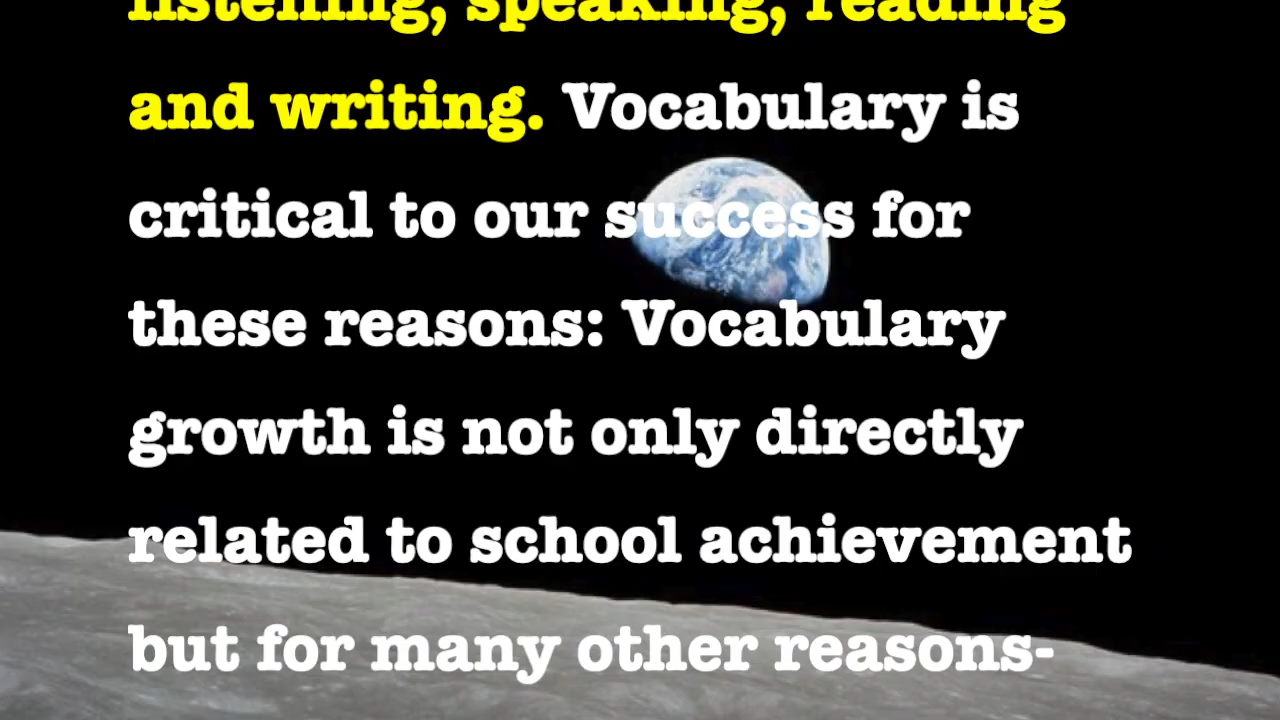 listening, speaking, reading
and writing. Vocabulary is
critical to our success for
these reasons: Vocabulary
growth is not only directly
related to school achievement
but for many other reasons-